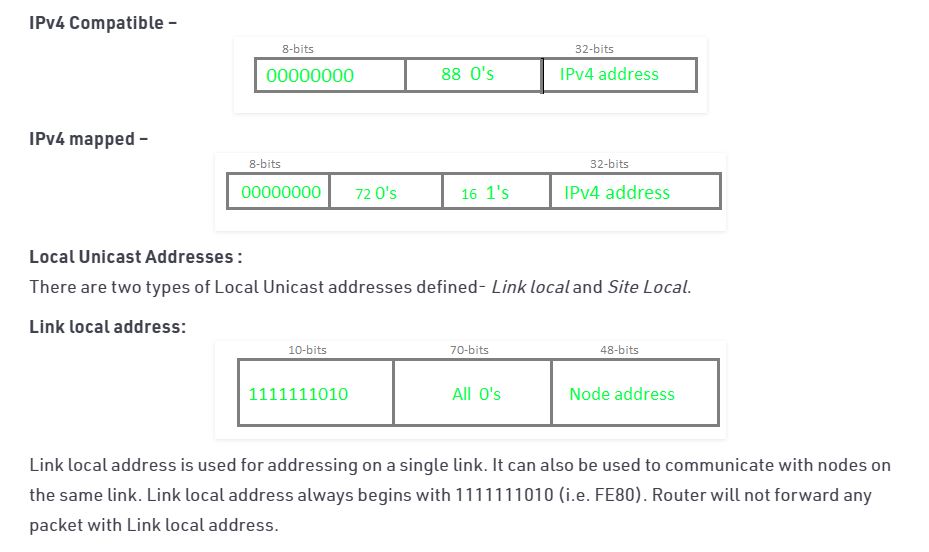 IPv4 Compatible –
8-bits 32-bits
00000000 88 0's IPv4 address
IPv4 mapped –
8-bits 32-bits
00000000 72 0's 16 1's IPv4 address
Local Unicast Addresses :
There are two types of Local Unicast addresses defined- Link local and Site Local.
Link local address:
10-bits 70-bits 48-bits
1111111010 All 0's Node address
Link local address is used for addressing on a single link. It can also be used to communicate with nodes on
the same link. Link local address always begins with 1111111010 (i.e. FE80). Router will not forward any
packet with Link local address.